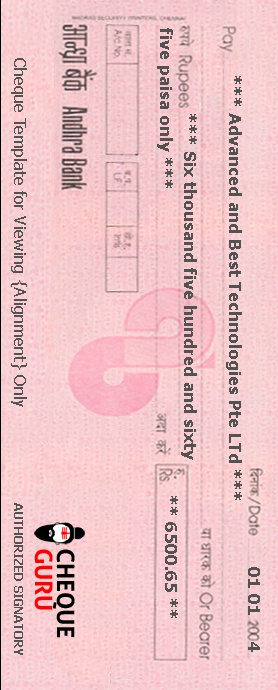 MADRAS SECURITY PRINTERS, CHENNAI
दिनांक/Date 01 01 2004
Pay *** Advanced and Best Technologies Pte LTd ***
या धारक को Or Bearer
रुपये Rupees *** Six thousand five hundred and sixty
five paisa only ***
अदा करें
रु.
Rs.
** 6500.65 **
A/c. No.
L.F.
आन्ध्रा बैंक Andhra Bank
CHEQUE
GURU
Cheque Template for Viewing {Alignment} Only
AUTHORIZED SIGNATORY